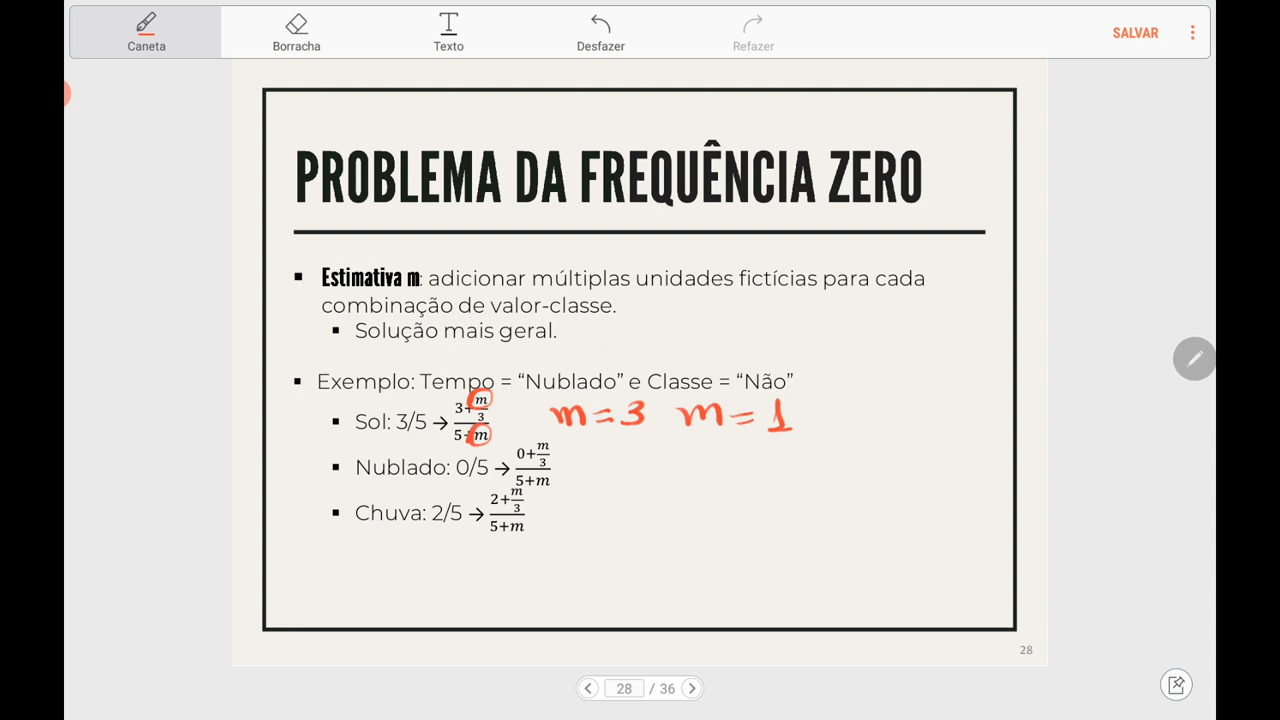 Caneta Borracha Texto Desfazer Refazer SALVAR
PROBLEMA DA FREQUÊNCIA ZERO
▪ Estimativa m: adicionar múltiplas unidades fictícias para cada
combinação de valor-classe.
▪ Solução mais geral.
▪ Exemplo: Tempo = “Nublado” e Classe = “Não”
▪ Sol: 3/5 → (3+m/3)/(5+m) m=3 m=1
▪ Nublado: 0/5 → (0+m/3)/(5+m)
▪ Chuva: 2/5 → (2+m/3)/(5+m)
28
28 / 36